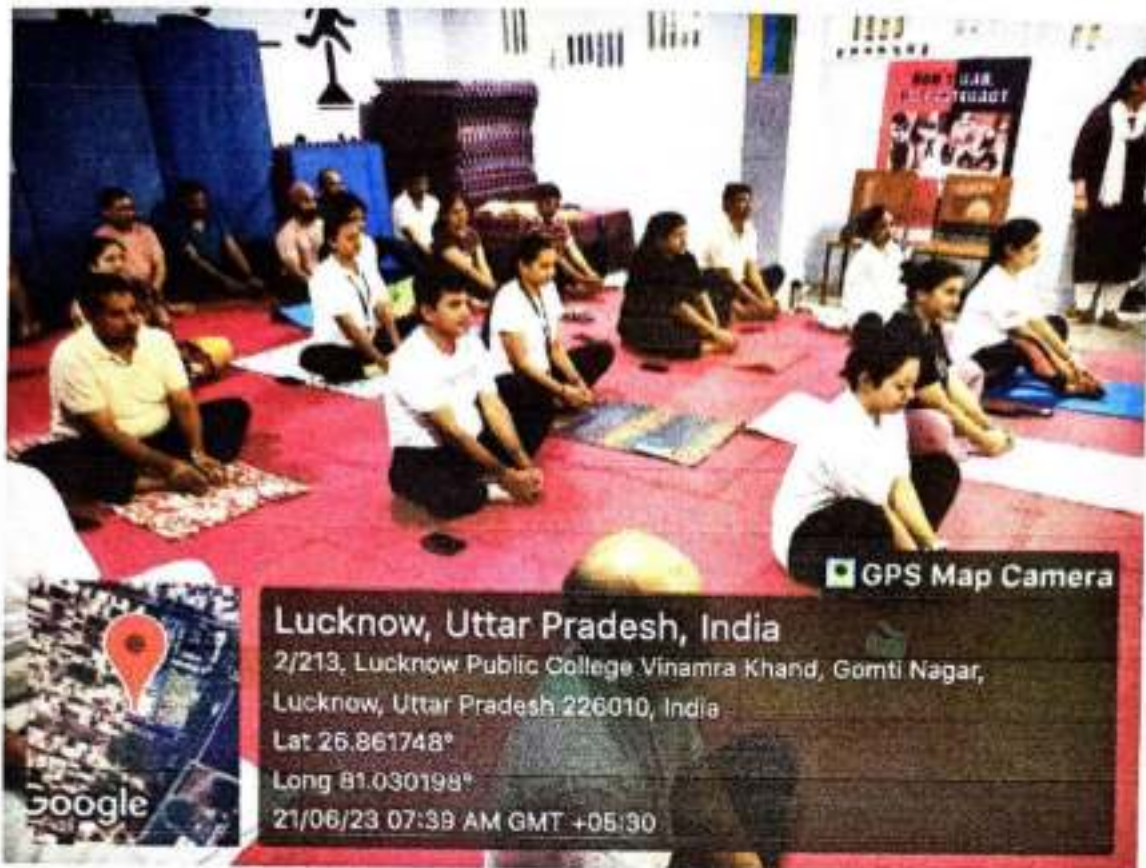 GPS Map Camera
Lucknow, Uttar Pradesh, India
2/213, Lucknow Public College Vinamra Khand, Gomti Nagar,
Lucknow, Uttar Pradesh 226010, India
Lat 26.861748°
Long 81.030198°
21/06/23 07:39 AM GMT +05:30
Google